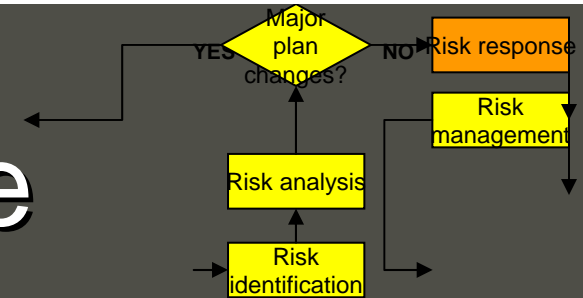 Major
plan
changes?
YES
NO
Risk response
Risk
management
Risk analysis
e
Risk
identification